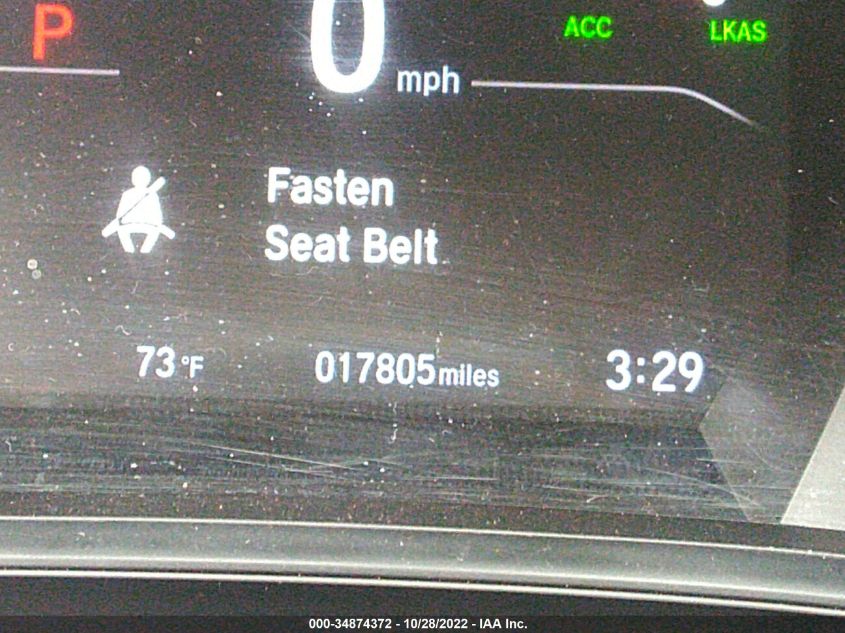 P
0 mph
ACC
LKAS
Fasten
Seat Belt
73 °F
017805 miles
3:29
000-34874372 - 10/28/2022 - IAA Inc.